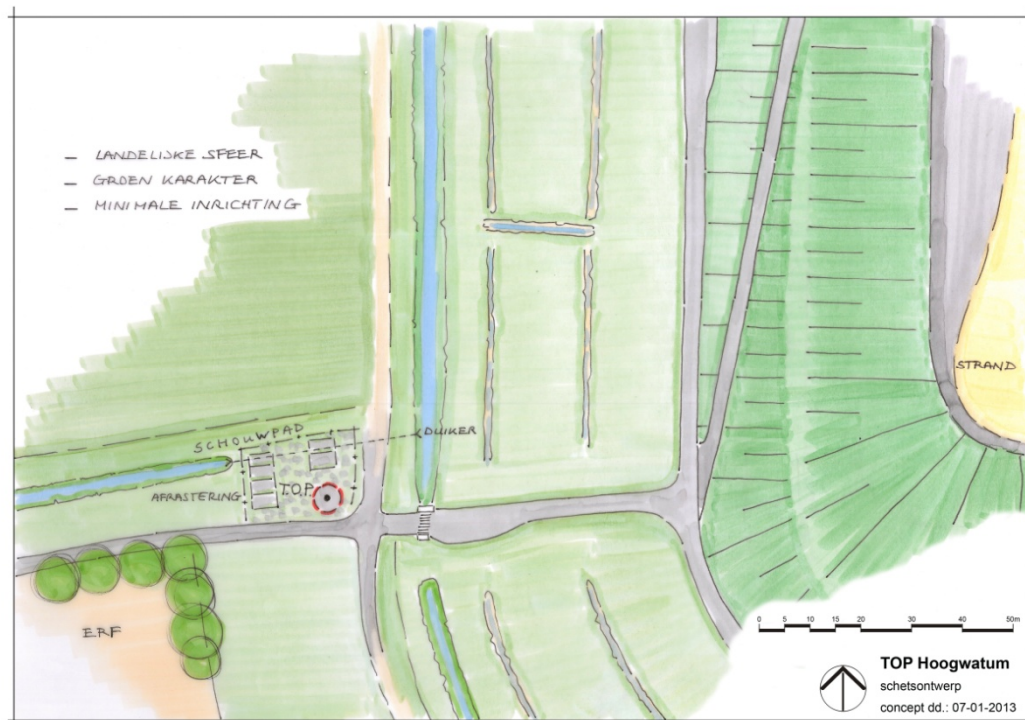 — LANDELIJKE SFEER
— GROEN KARAKTER
— MINIMALE INRICHTING
STRAND
SCHOUWPAD
DUIKER
AFRASTERING
T.O.P.
ERF
0 5 10 15 20 30 40 50m
TOP Hoogwatum
schetsontwerp
concept dd.: 07-01-2013